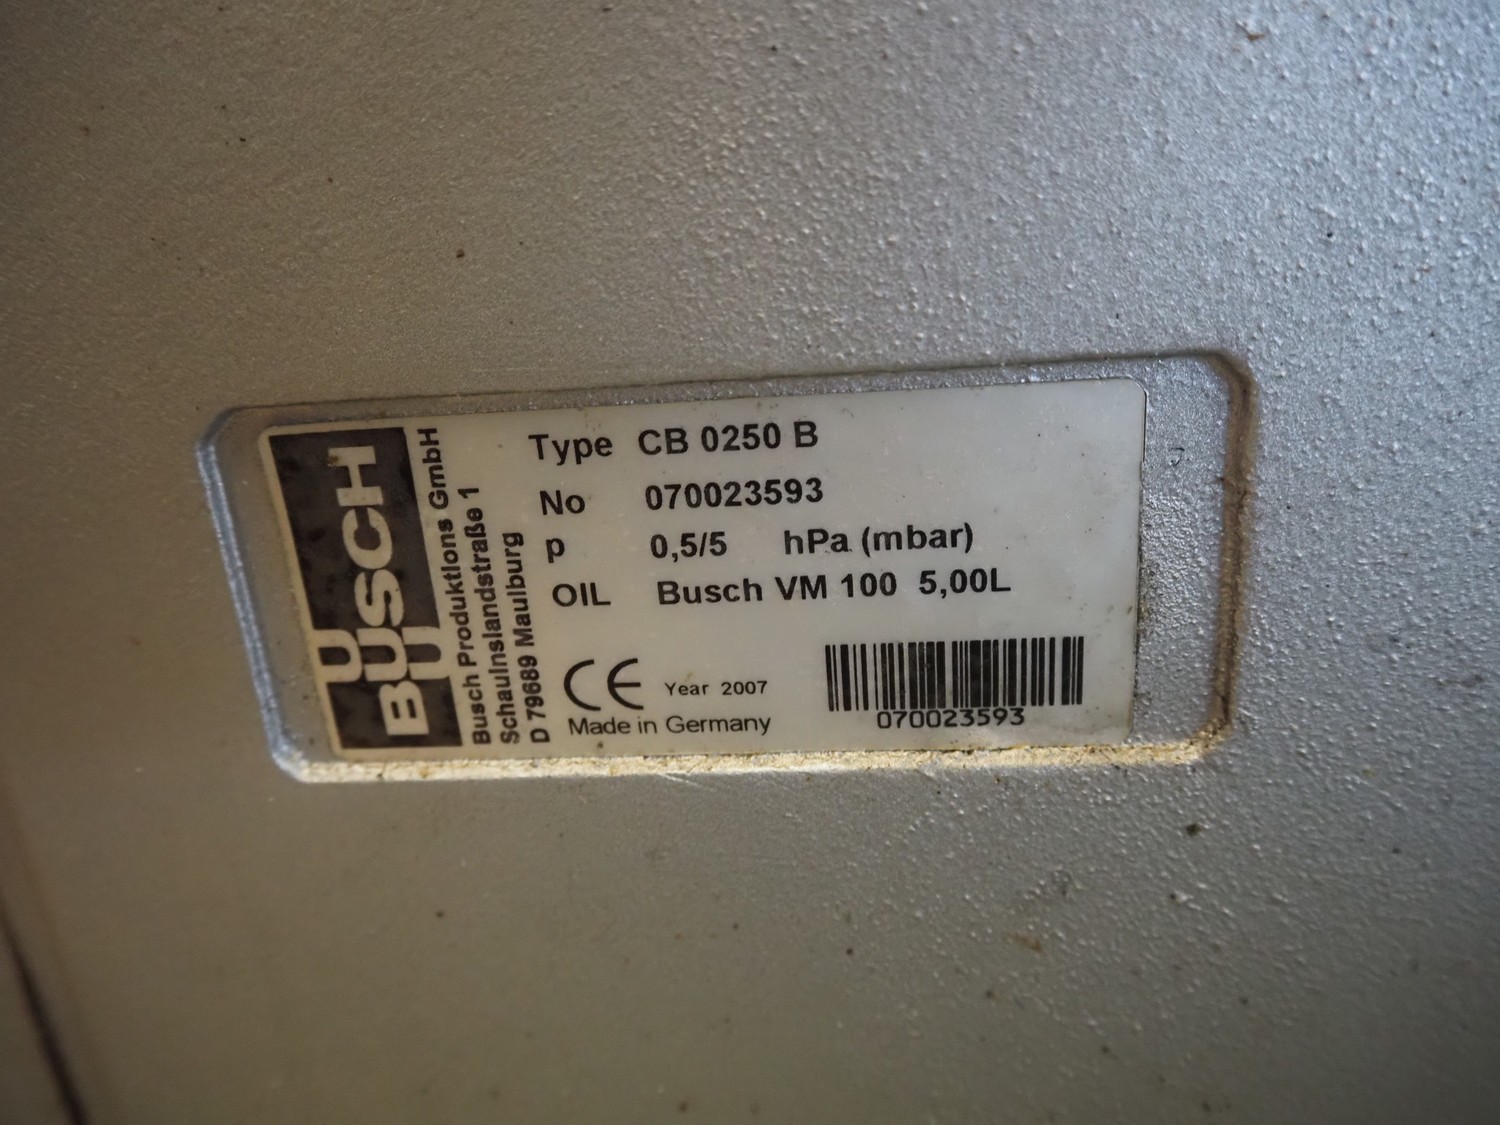 BUSCH
Busch Produktions GmbH
Schauinslandstraße 1
D 79689 Maulburg
Type CB 0250 B
No 070023593
p 0,5/5 hPa (mbar)
OIL Busch VM 100 5,00L
CE Year 2007
Made in Germany
070023593